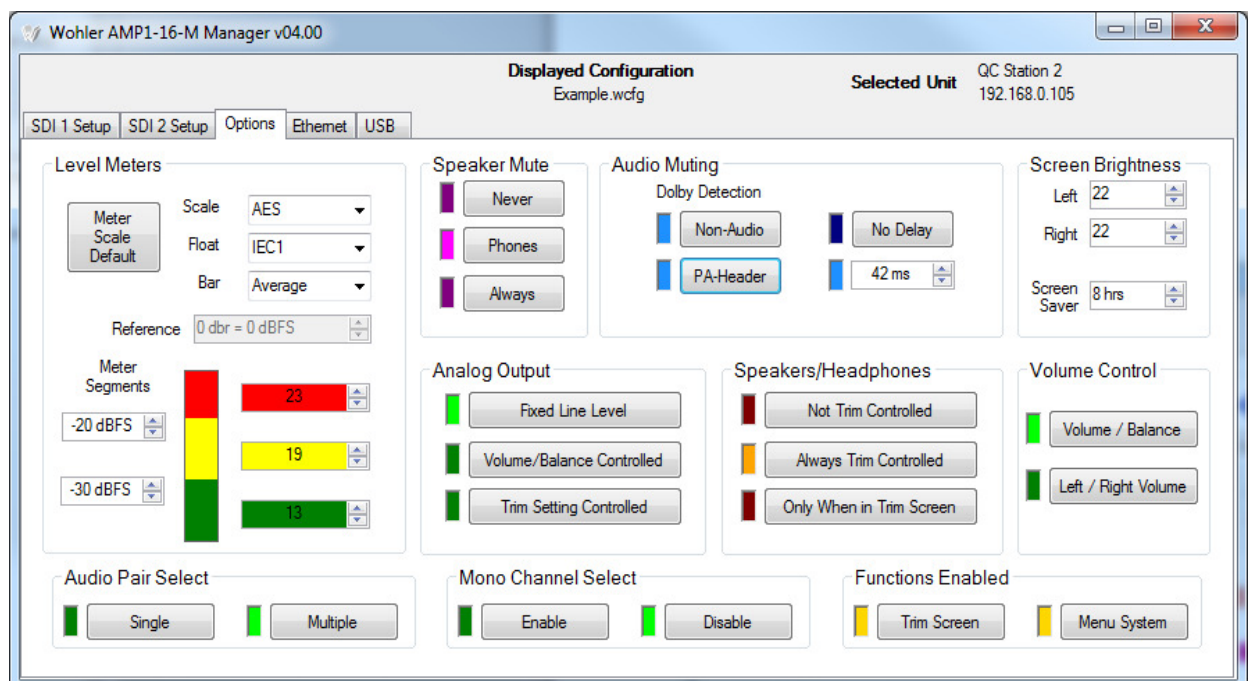 Wohler AMP1-16-M Manager v04.00
Displayed Configuration
Example.wcfg
Selected Unit
QC Station 2
192.168.0.105
SDI 1 Setup
SDI 2 Setup
Options
Ethernet
USB
Level Meters
Meter
Scale
Default
Scale
AES
Float
IEC1
Bar
Average
Reference
0 dbr = 0 dBFS
Meter
Segments
-20 dBFS
-30 dBFS
23
19
13
Speaker Mute
Never
Phones
Always
Audio Muting
Dolby Detection
Non-Audio
No Delay
PA-Header
42 ms
Screen Brightness
Left
22
Right
22
Screen
Saver
8 hrs
Analog Output
Fixed Line Level
Volume/Balance Controlled
Trim Setting Controlled
Speakers/Headphones
Not Trim Controlled
Always Trim Controlled
Only When in Trim Screen
Volume Control
Volume / Balance
Left / Right Volume
Audio Pair Select
Single
Multiple
Mono Channel Select
Enable
Disable
Functions Enabled
Trim Screen
Menu System